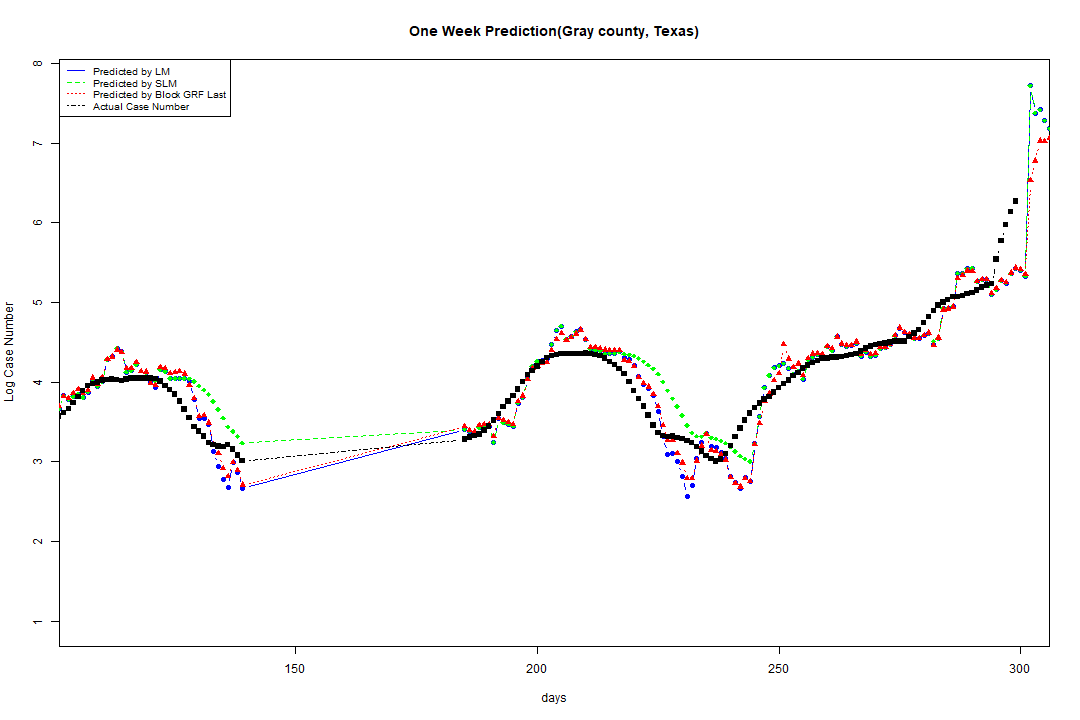 One Week Prediction(Gray county, Texas)
Predicted by LM
Predicted by SLM
Predicted by Block GRF Last
Actual Case Number
Log Case Number
8
7
6
5
4
3
2
1
150 200 250 300
days